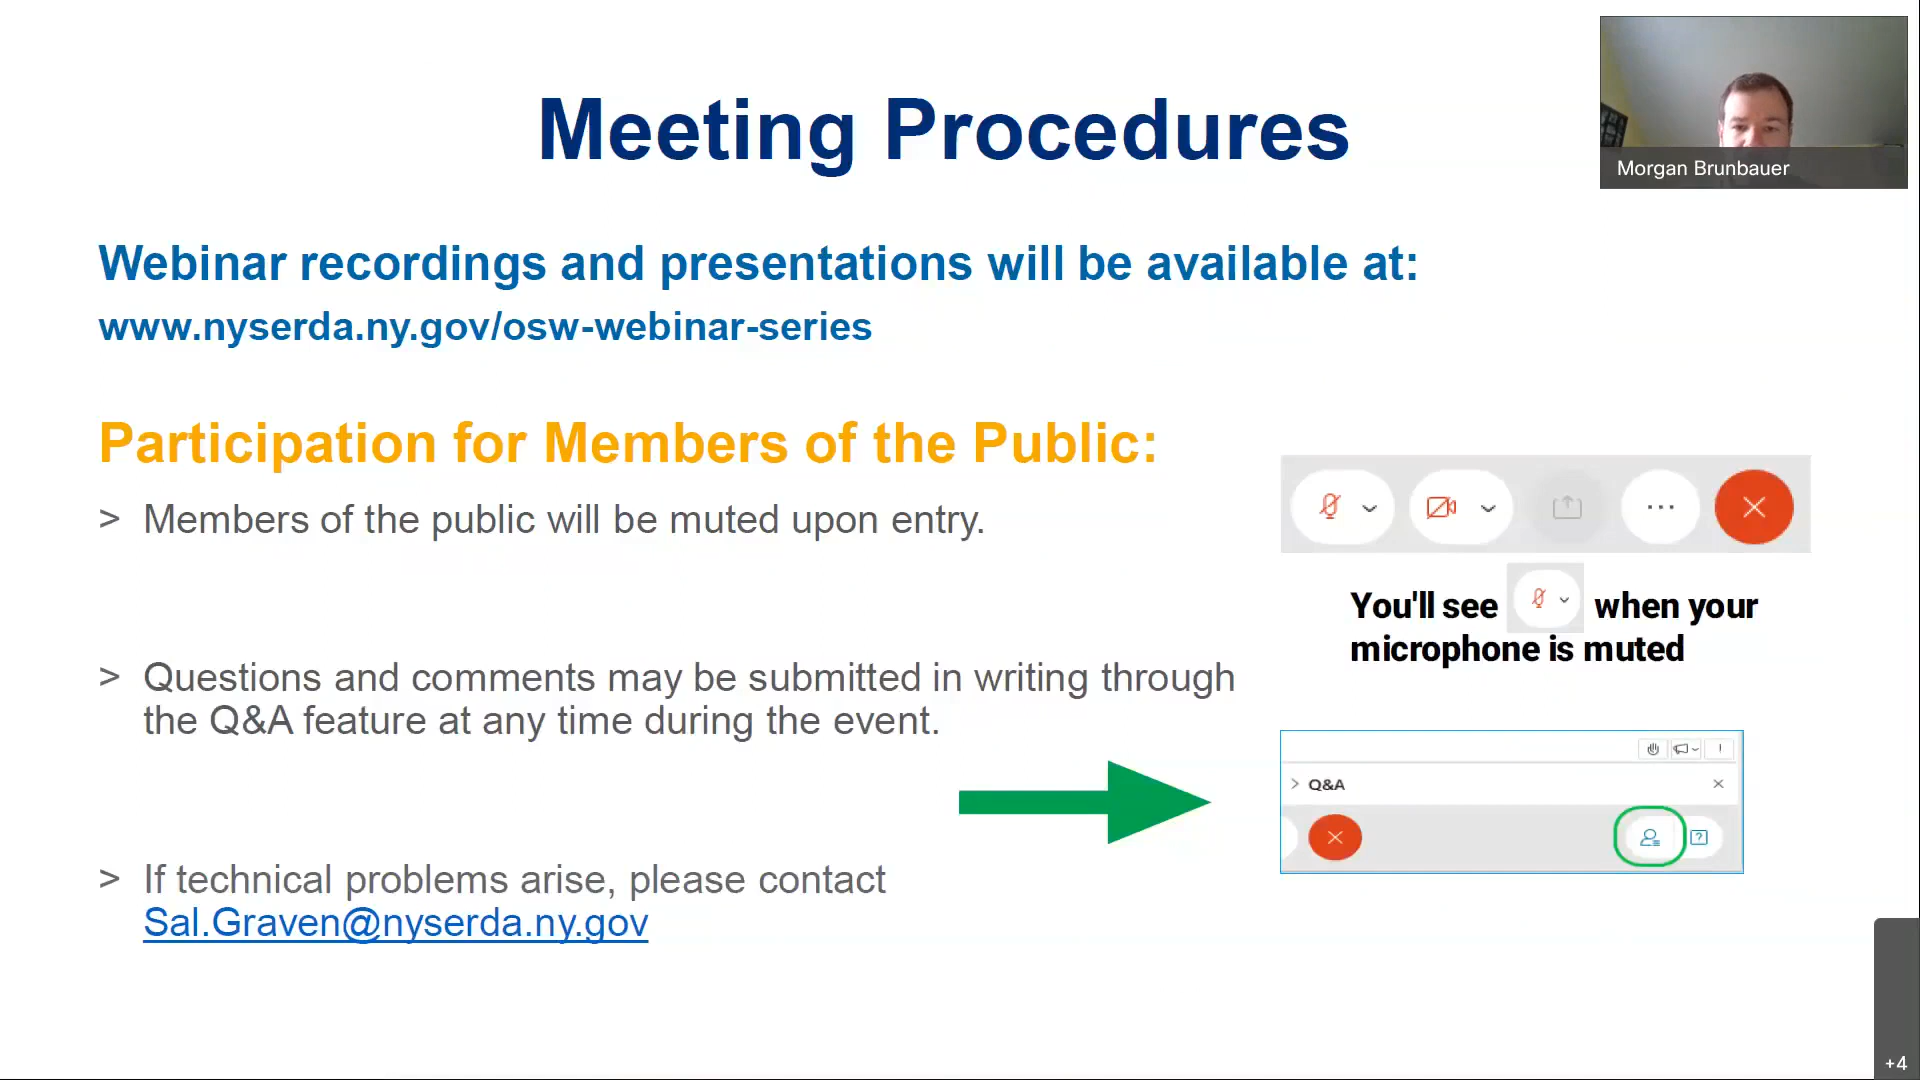 Meeting Procedures
Morgan Brunbauer
Webinar recordings and presentations will be available at:
www.nyserda.ny.gov/osw-webinar-series
Participation for Members of the Public:
> Members of the public will be muted upon entry.
You'll see when your
microphone is muted
> Questions and comments may be submitted in writing through
the Q&A feature at any time during the event.
> Q&A
> If technical problems arise, please contact
Sal.Graven@nyserda.ny.gov
+4